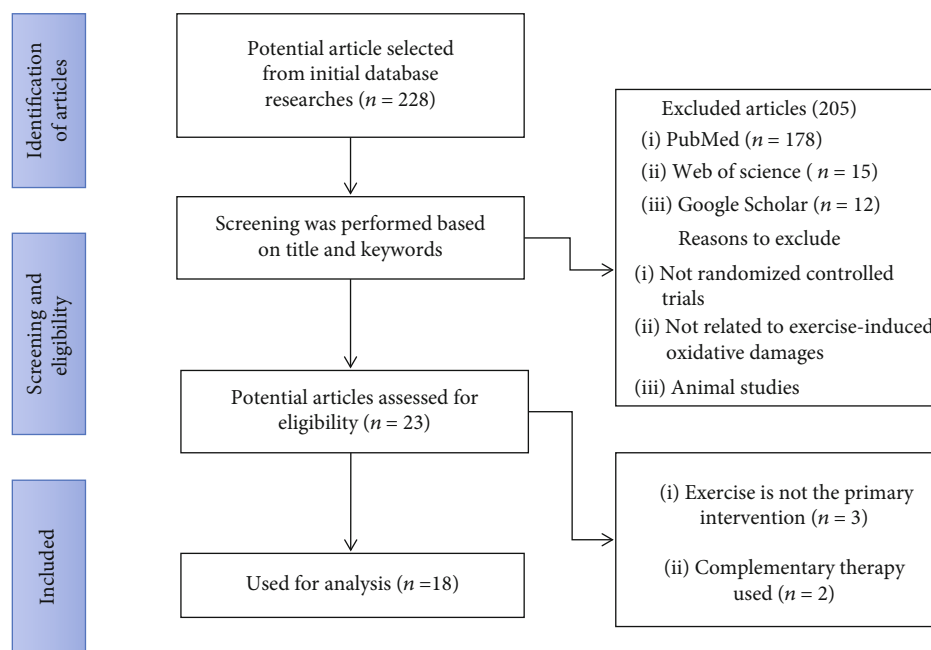 Identification
of articles
Potential article selected
from initial database
researches (n = 228)
Screening was performed based
on title and keywords
Excluded articles (205)
(i) PubMed (n = 178)
(ii) Web of science ( n = 15)
(iii) Google Scholar (n = 12)
Reasons to exclude
(i) Not randomized controlled
trials
(ii) Not related to exercise-induced
oxidative damages
(iii) Animal studies
Screening and
eligibility
Potential articles assessed for
eligibility (n = 23)
(i) Exercise is not the primary
intervention (n = 3)
(ii) Complementary therapy
used (n = 2)
Included
Used for analysis (n =18)